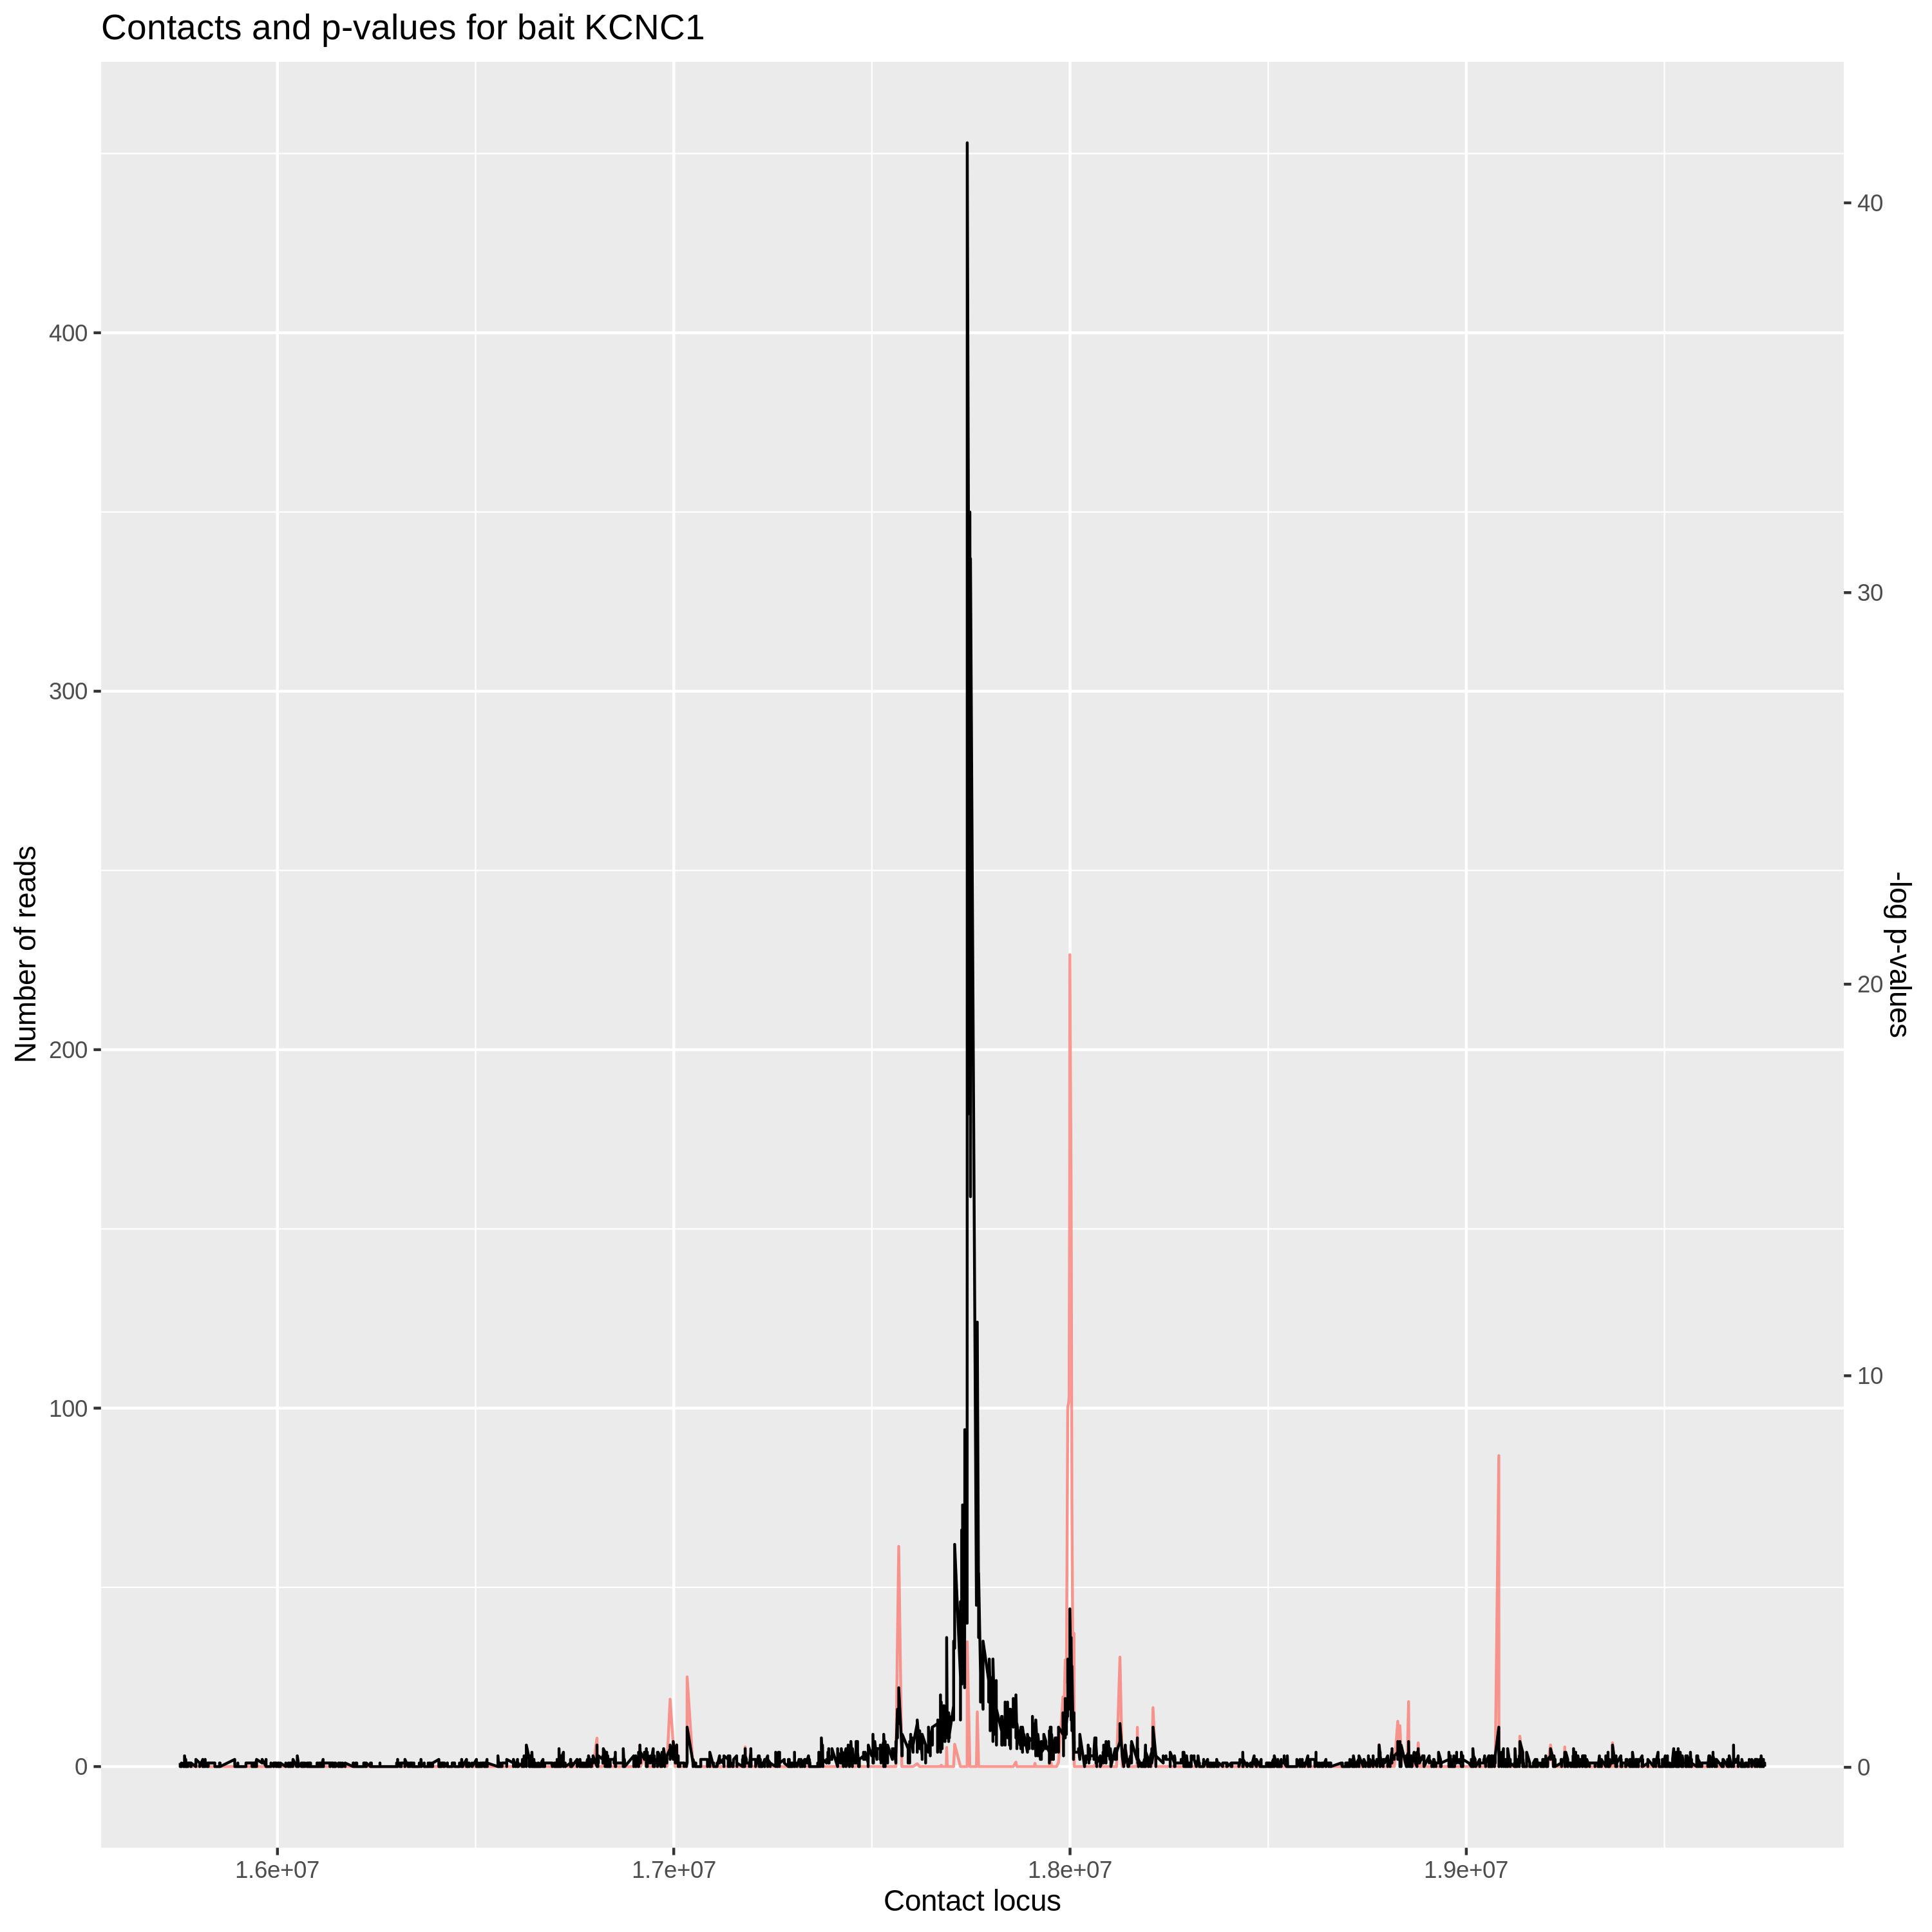 Contacts and p-values for bait KCNC1
Number of reads
400
300
200
100
0
40
30
20
10
0
-log p-values
1.6e+07
1.7e+07
1.8e+07
1.9e+07
Contact locus